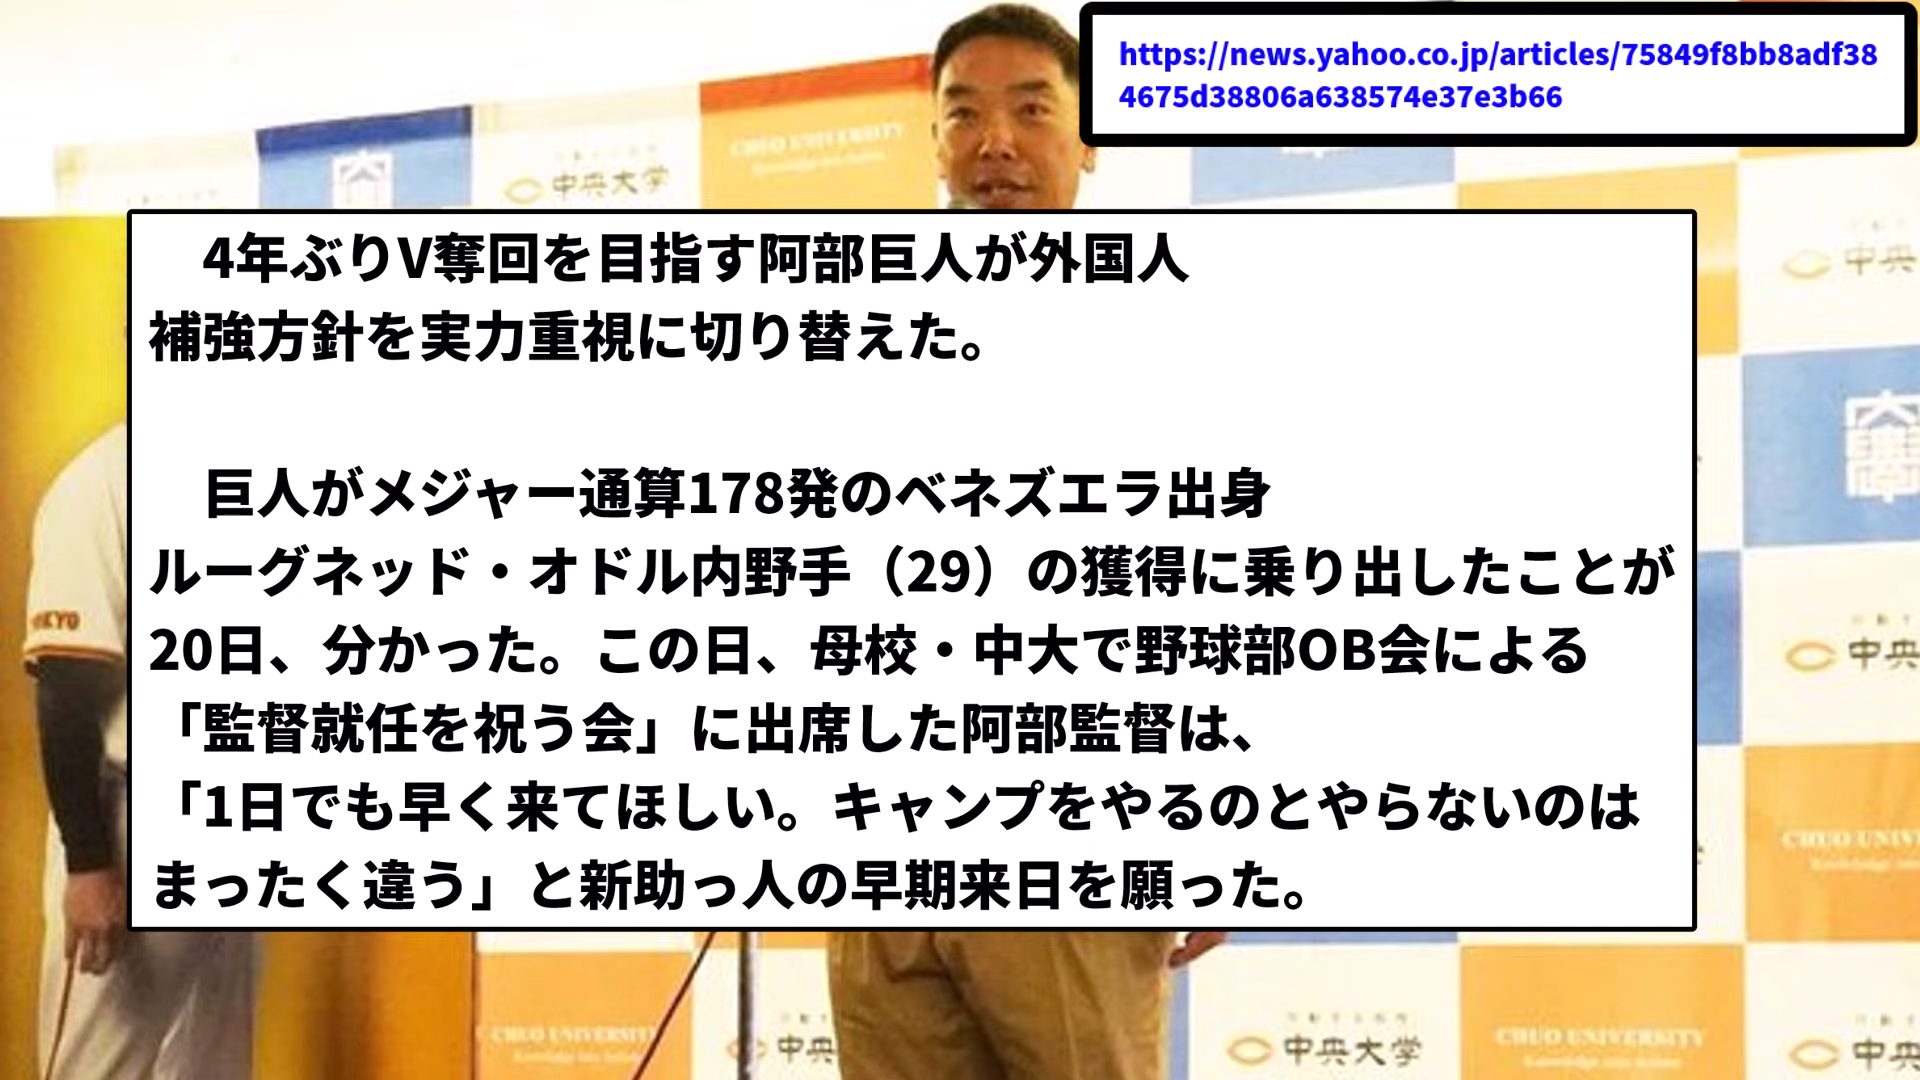 https://news.yahoo.co.jp/articles/75849f8bb8adf38
4675d38806a638574e37e3b66
CHUO UNIVERSITY
中央大学
4年ぶりV奪回を目指す阿部巨人が外国人
補強方針を実力重視に切り替えた。
巨人がメジャー通算178発のベネズエラ出身
ルーグネッド・オドル内野手（29）の獲得に乗り出したことが
20日、分かった。この日、母校・中大で野球部OB会による
「監督就任を祝う会」に出席した阿部監督は、
「1日でも早く来てほしい。キャンプをやるのとやらないのは
まったく違う」と新助っ人の早期来日を願った。
中央
KYO
中央
CHUO UNIV
CHUO UNIVERSITY
中央
中央大学
CHUO UNIVERSITY
中央